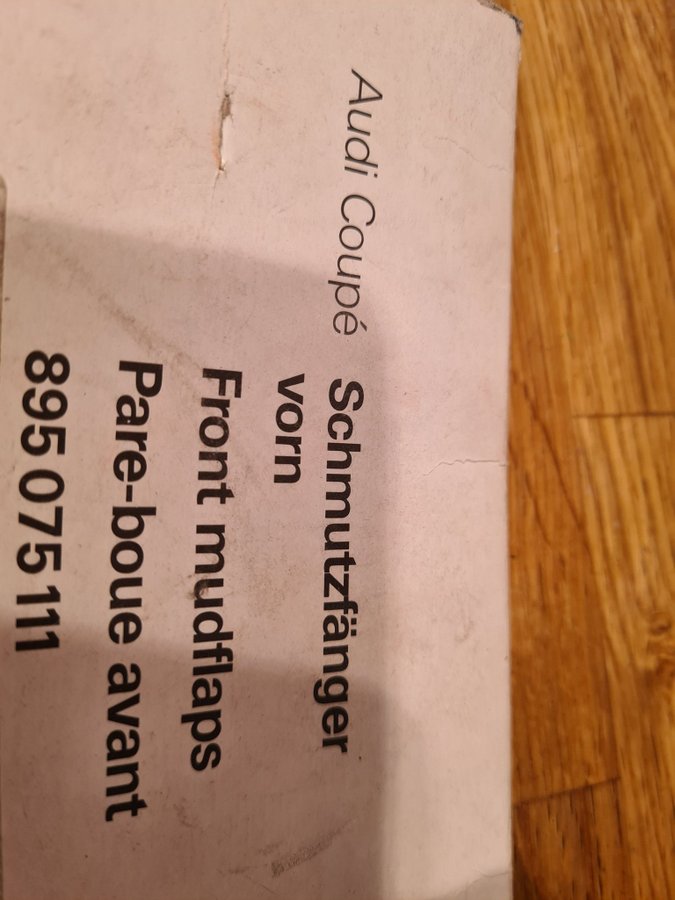 Audi Coupé Schmutzfänger
vorn
Front mudflaps
Pare-boue avant
895 075 111